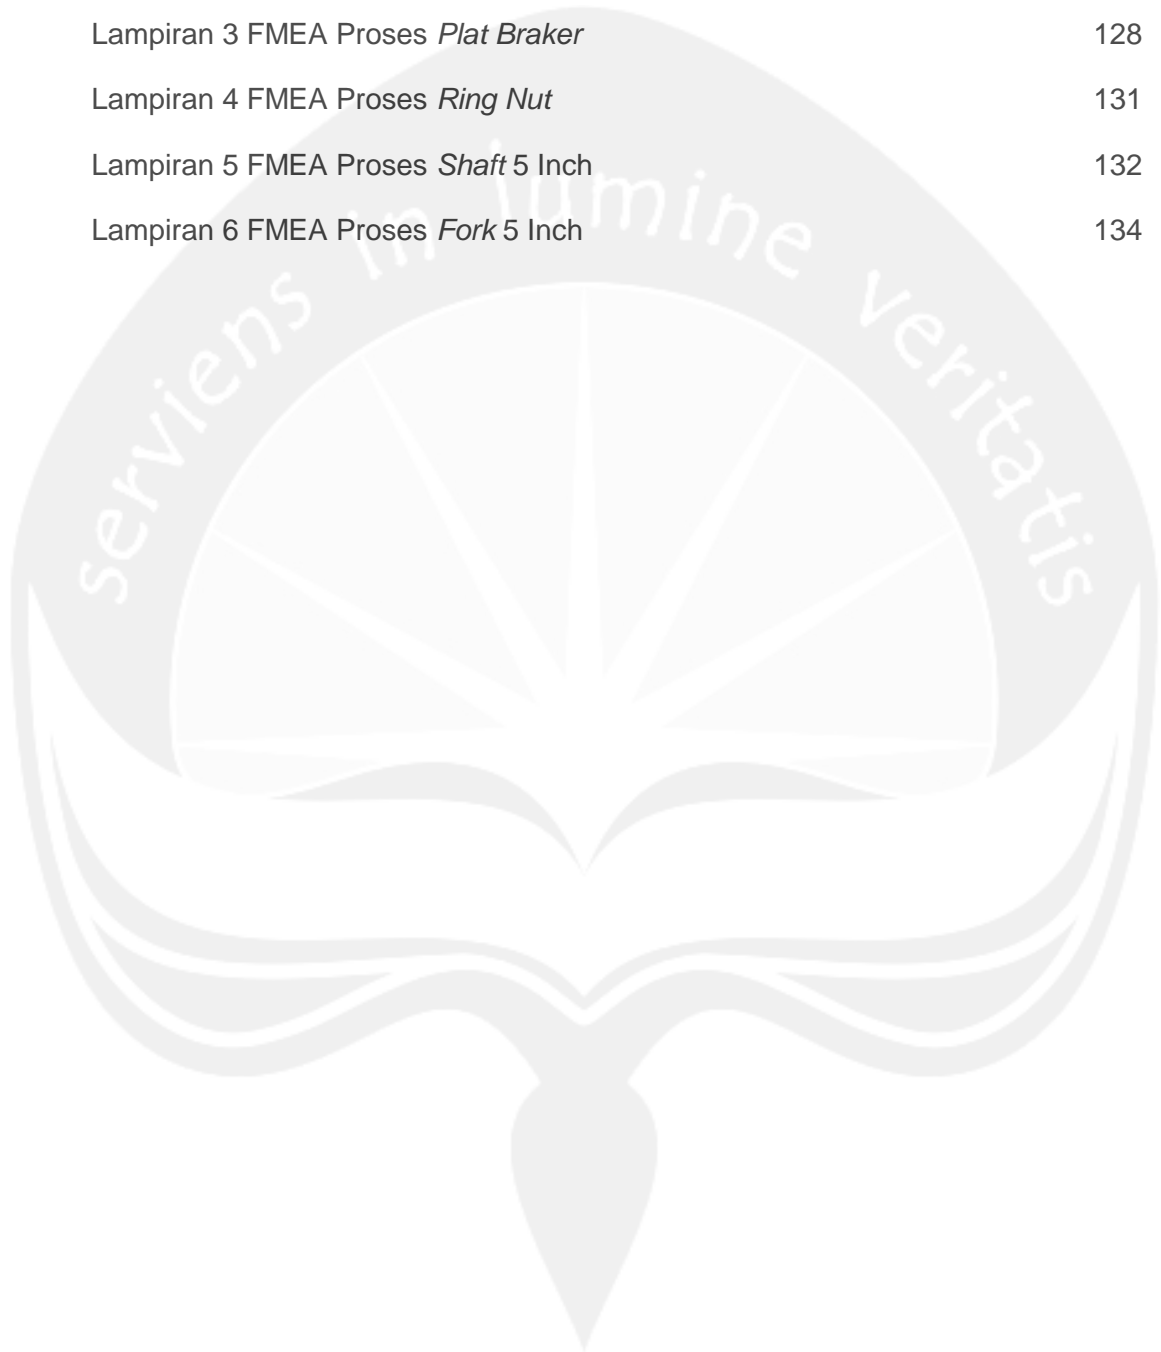 Lampiran 3 FMEA Proses Plat Braker 128
Lampiran 4 FMEA Proses Ring Nut 131
Lampiran 5 FMEA Proses Shaft 5 Inch 132
Lampiran 6 FMEA Proses Fork 5 Inch 134
serviens in lumine veritatis